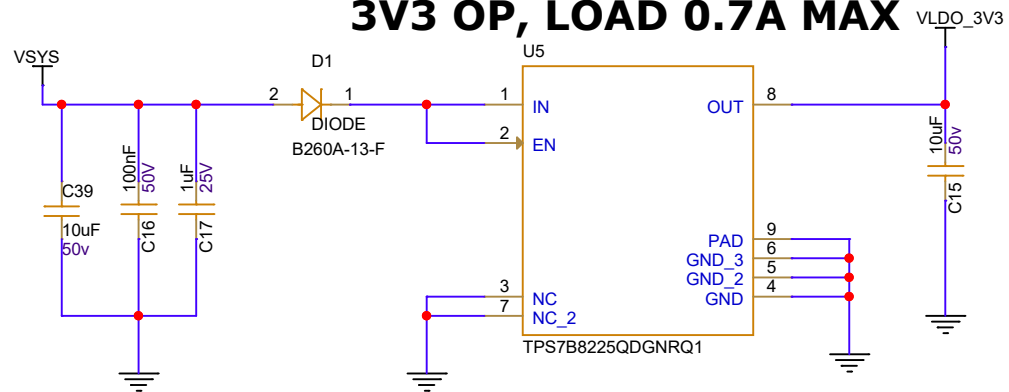 3V3 OP, LOAD 0.7A MAX
VLDO_3V3
VSYS
D1
U5
2
1
DIODE
B260A-13-F
1
IN
2
EN
OUT
8
100nF
50V
C16
1uF
25V
C17
C39
10uF
50v
10uF
50v
C15
3
NC
7
NC_2
PAD
9
GND_3
6
GND_2
5
GND
4
TPS7B8225QDGNRQ1